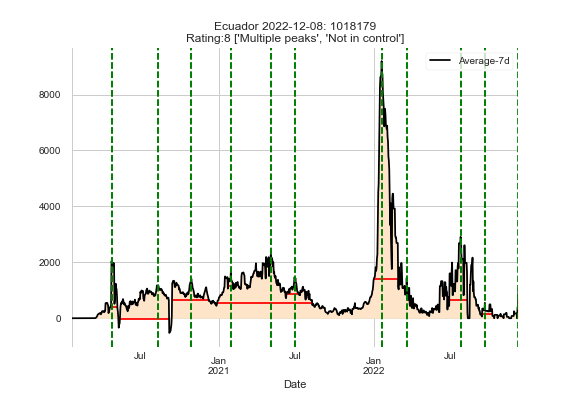 Ecuador 2022-12-08: 1018179
Rating:8 ['Multiple peaks', 'Not in control']
Average-7d
8000
6000
4000
2000
0
Jul
Jan
2021
Jul
Jan
2022
Jul
Date